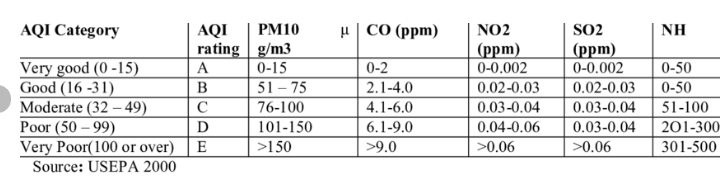 AQI Category AQI rating PM10 µ g/m3 CO (ppm) NO2 (ppm) SO2 (ppm) NH
Very good (0 -15) A 0-15 0-2 0-0.002 0-0.002 0-50
Good (16 -31) B 51 – 75 2.1-4.0 0.02-0.03 0.02-0.03 0-50
Moderate (32 – 49) C 76-100 4.1-6.0 0.03-0.04 0.03-0.04 51-100
Poor (50 – 99) D 101-150 6.1-9.0 0.04-0.06 0.03-0.04 2O1-300
Very Poor(100 or over) E >150 >9.0 >0.06 >0.06 301-500
Source: USEPA 2000